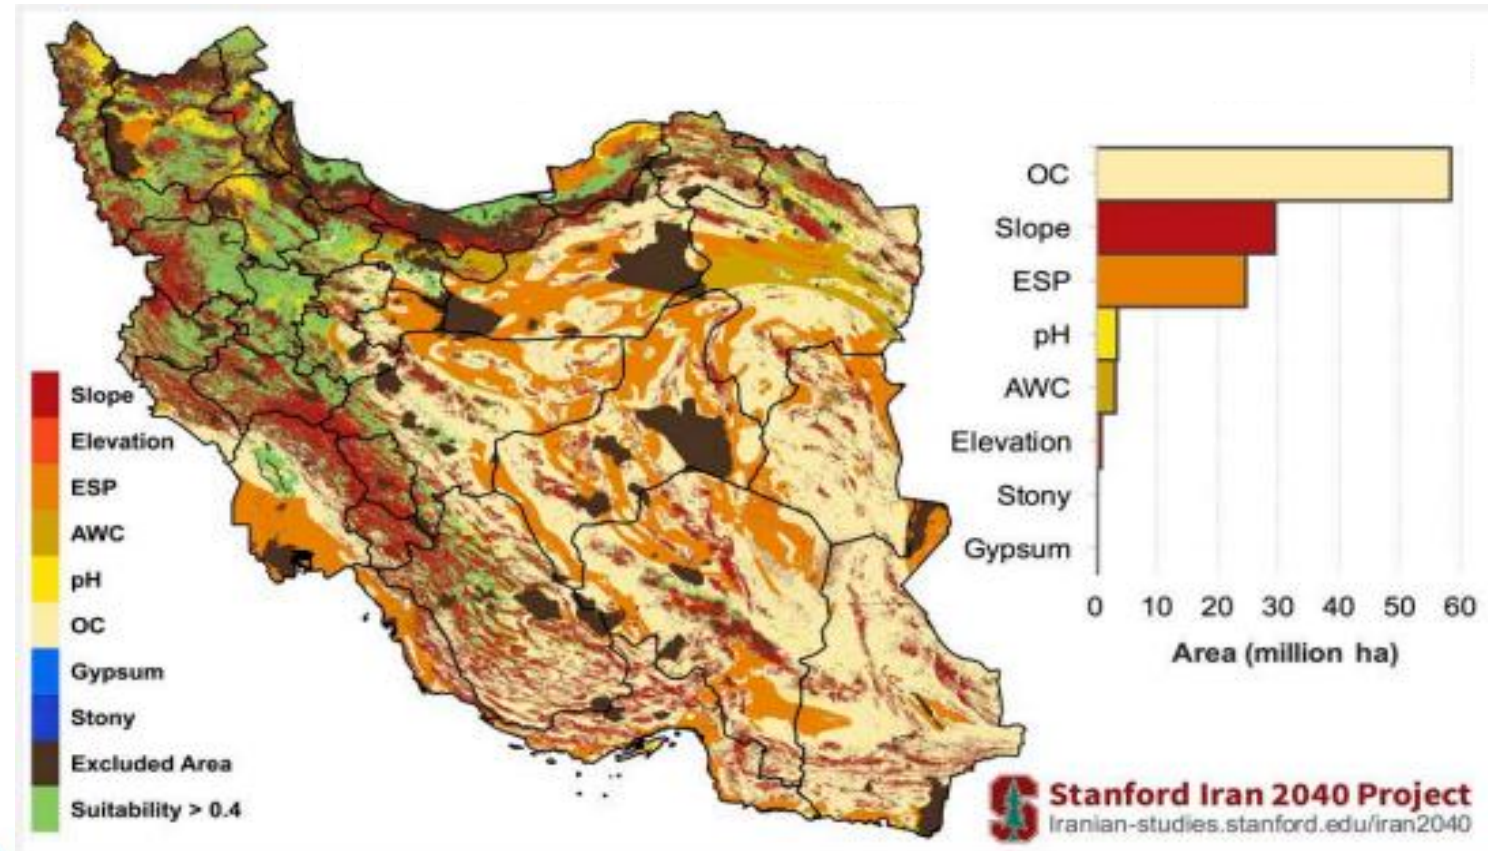 Slope
Elevation
ESP
AWC
pH
OC
Gypsum
Stony
Excluded Area
Suitability > 0.4
OC
Slope
ESP
pH
AWC
Elevation
Stony
Gypsum
0 10 20 30 40 50 60
Area (million ha)
S
Stanford Iran 2040 Project
Iranian-studies.stanford.edu/iran2040